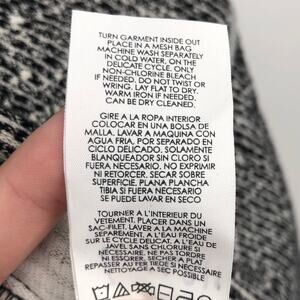 TURN GARMENT INSIDE OUT
PLACE IN A MESH BAG
MACHINE WASH SEPARATELY
IN COLD WATER, ON THE
DELICATE CYCLE. ONLY
NON-CHLORINE BLEACH
IF NEEDED. DO NOT TWIST OR
WRING. LAY FLAT TO DRY.
WARM IRON IF NEEDED.
CAN BE DRY CLEANED.
GIRE A LA ROPA INTERIOR
COLOCAR EN UNA BOLSA DE
MALLA. LAVAR A MAQUINA CON
AGUA FRIA, POR SEPARADO EN
CICLO DELICADO. SOLAMENTE
BLANQUEADOR SIN CLORO SI
FUERA NECESARIO. NO EXPRIMIR
NI RETORCER. SECAR SOBRE
SUPERFICIE. PLANA PLANCHA
TIBIA SI FUERA NECESARIO
SE PUEDE LAVAR EN SECO
TOURNER A L'INTERIEUR DU
VETEMENT. PLACER DANS UN
SAC-FILET. LAVER A LA MACHINE
SEPAREMENT. A L'EAU FROIDE
SUR LE CYCLE DELICAT. A L'EAU DE
JAVEL SANS CHLORURE SI
NECESSAIRE. NE PAS TORDRE
NI ESSORER. SECHER A PLAT
REPASSER AU FER TIEDE SI NECESSAIRE
NETTOYAGE A SEC POSSIBLE